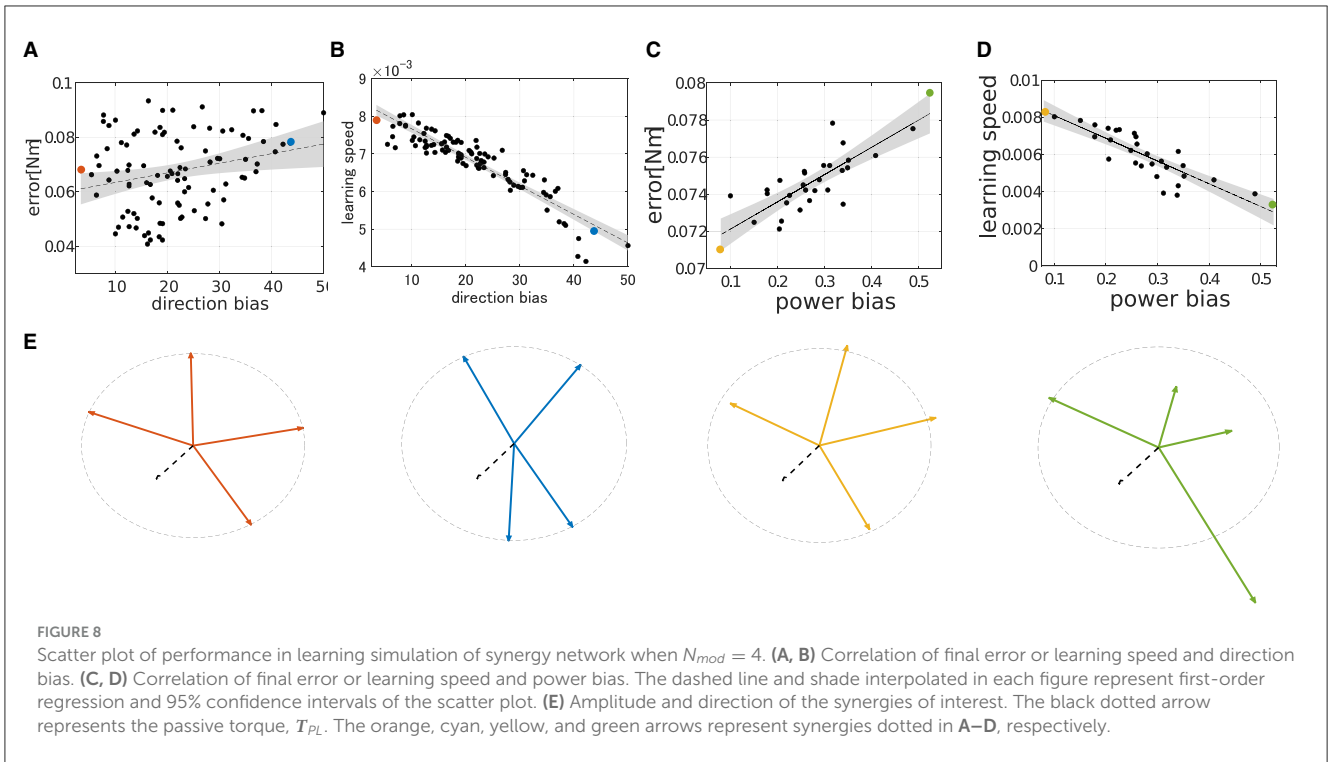 A
B
C
D
0.1
0.08
0.06
0.04
error[Nm]
10
20
30
40
50
direction bias
×10⁻³
9
8
7
6
5
4
learning speed
10
20
30
40
50
direction bias
0.08
0.078
0.076
0.074
0.072
0.07
error[Nm]
0.1
0.2
0.3
0.4
0.5
power bias
0.01
0.008
0.006
0.004
0.002
0
learning speed
0.1
0.2
0.3
0.4
0.5
power bias
E
FIGURE 8
Scatter plot of performance in learning simulation of synergy network when N_mod = 4. (A, B) Correlation of final error or learning speed and direction
bias. (C, D) Correlation of final error or learning speed and power bias. The dashed line and shade interpolated in each figure represent first-order
regression and 95% confidence intervals of the scatter plot. (E) Amplitude and direction of the synergies of interest. The black dotted arrow
represents the passive torque, T_PL. The orange, cyan, yellow, and green arrows represent synergies dotted in A–D, respectively.